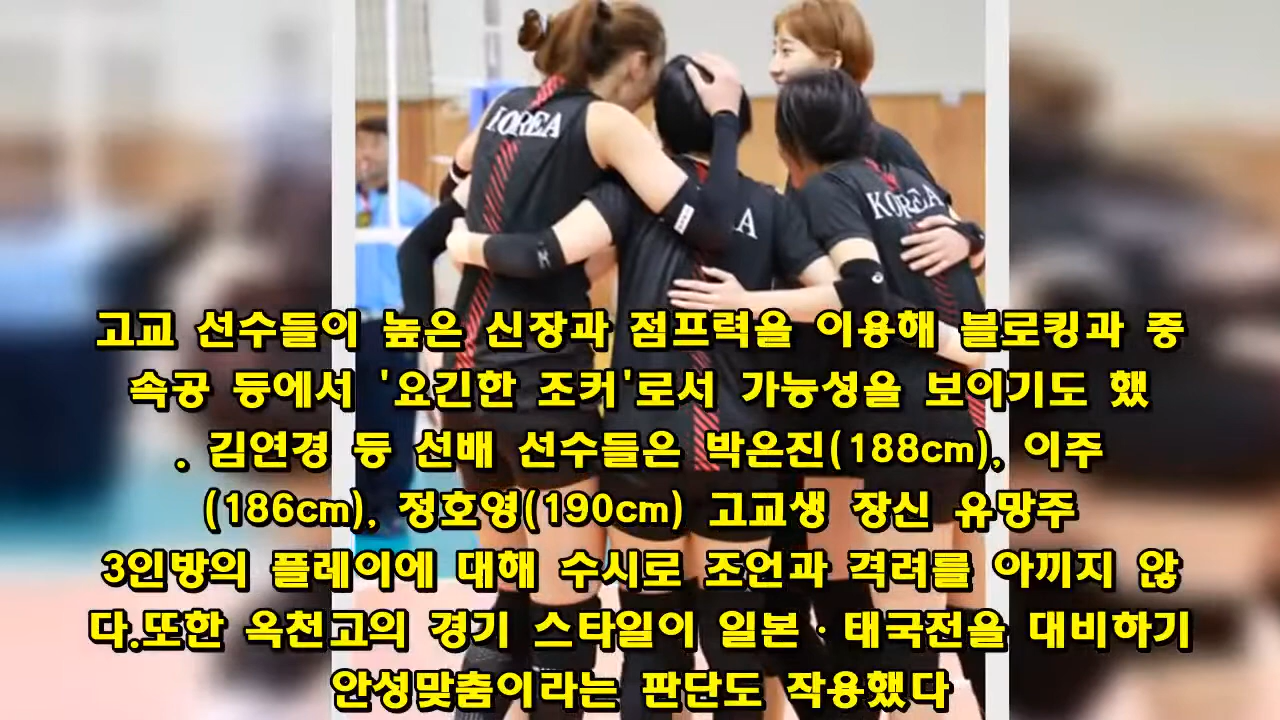 KOREA
KOREA
고교 선수들이 높은 신장과 점프력을 이용해 블로킹과 중
속공 등에서 '요긴한 조커'로서 가능성을 보이기도 했
. 김연경 등 선배 선수들은 박은진(188cm), 이주
(186cm), 정호영(190cm) 고교생 장신 유망주
3인방의 플레이에 대해 수시로 조언과 격려를 아끼지 않
다.또한 옥천고의 경기 스타일이 일본·태국전을 대비하기
안성맞춤이라는 판단도 작용했다